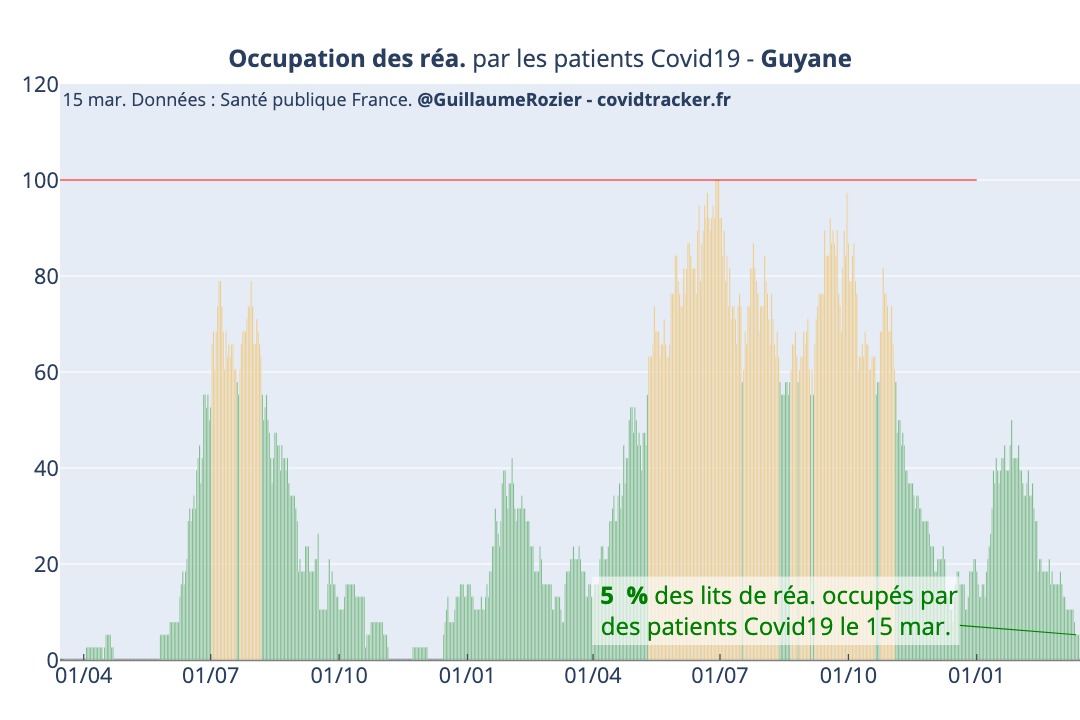 Occupation des réa. par les patients Covid19 - Guyane
15 mar. Données : Santé publique France. @GuillaumeRozier - covidtracker.fr
120
100
80
60
40
20
0
5 % des lits de réa. occupés par
des patients Covid19 le 15 mar.
01/04 01/07 01/10 01/01 01/04 01/07 01/10 01/01